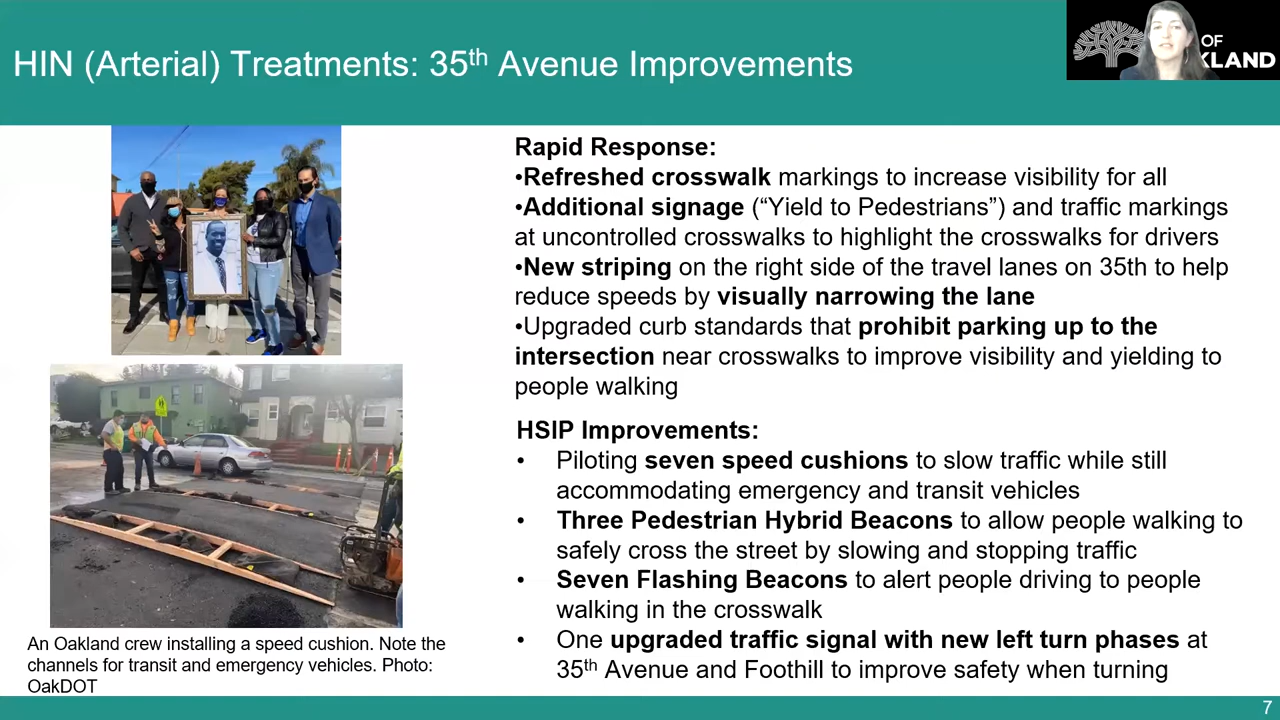 HIN (Arterial) Treatments: 35th Avenue Improvements
OF
KLAND
Rapid Response:
•Refreshed crosswalk markings to increase visibility for all
•Additional signage (“Yield to Pedestrians”) and traffic markings
at uncontrolled crosswalks to highlight the crosswalks for drivers
•New striping on the right side of the travel lanes on 35th to help
reduce speeds by visually narrowing the lane
•Upgraded curb standards that prohibit parking up to the
intersection near crosswalks to improve visibility and yielding to
people walking
HSIP Improvements:
• Piloting seven speed cushions to slow traffic while still
accommodating emergency and transit vehicles
• Three Pedestrian Hybrid Beacons to allow people walking to
safely cross the street by slowing and stopping traffic
• Seven Flashing Beacons to alert people driving to people
walking in the crosswalk
• One upgraded traffic signal with new left turn phases at
35th Avenue and Foothill to improve safety when turning
An Oakland crew installing a speed cushion. Note the
channels for transit and emergency vehicles. Photo:
OakDOT
7